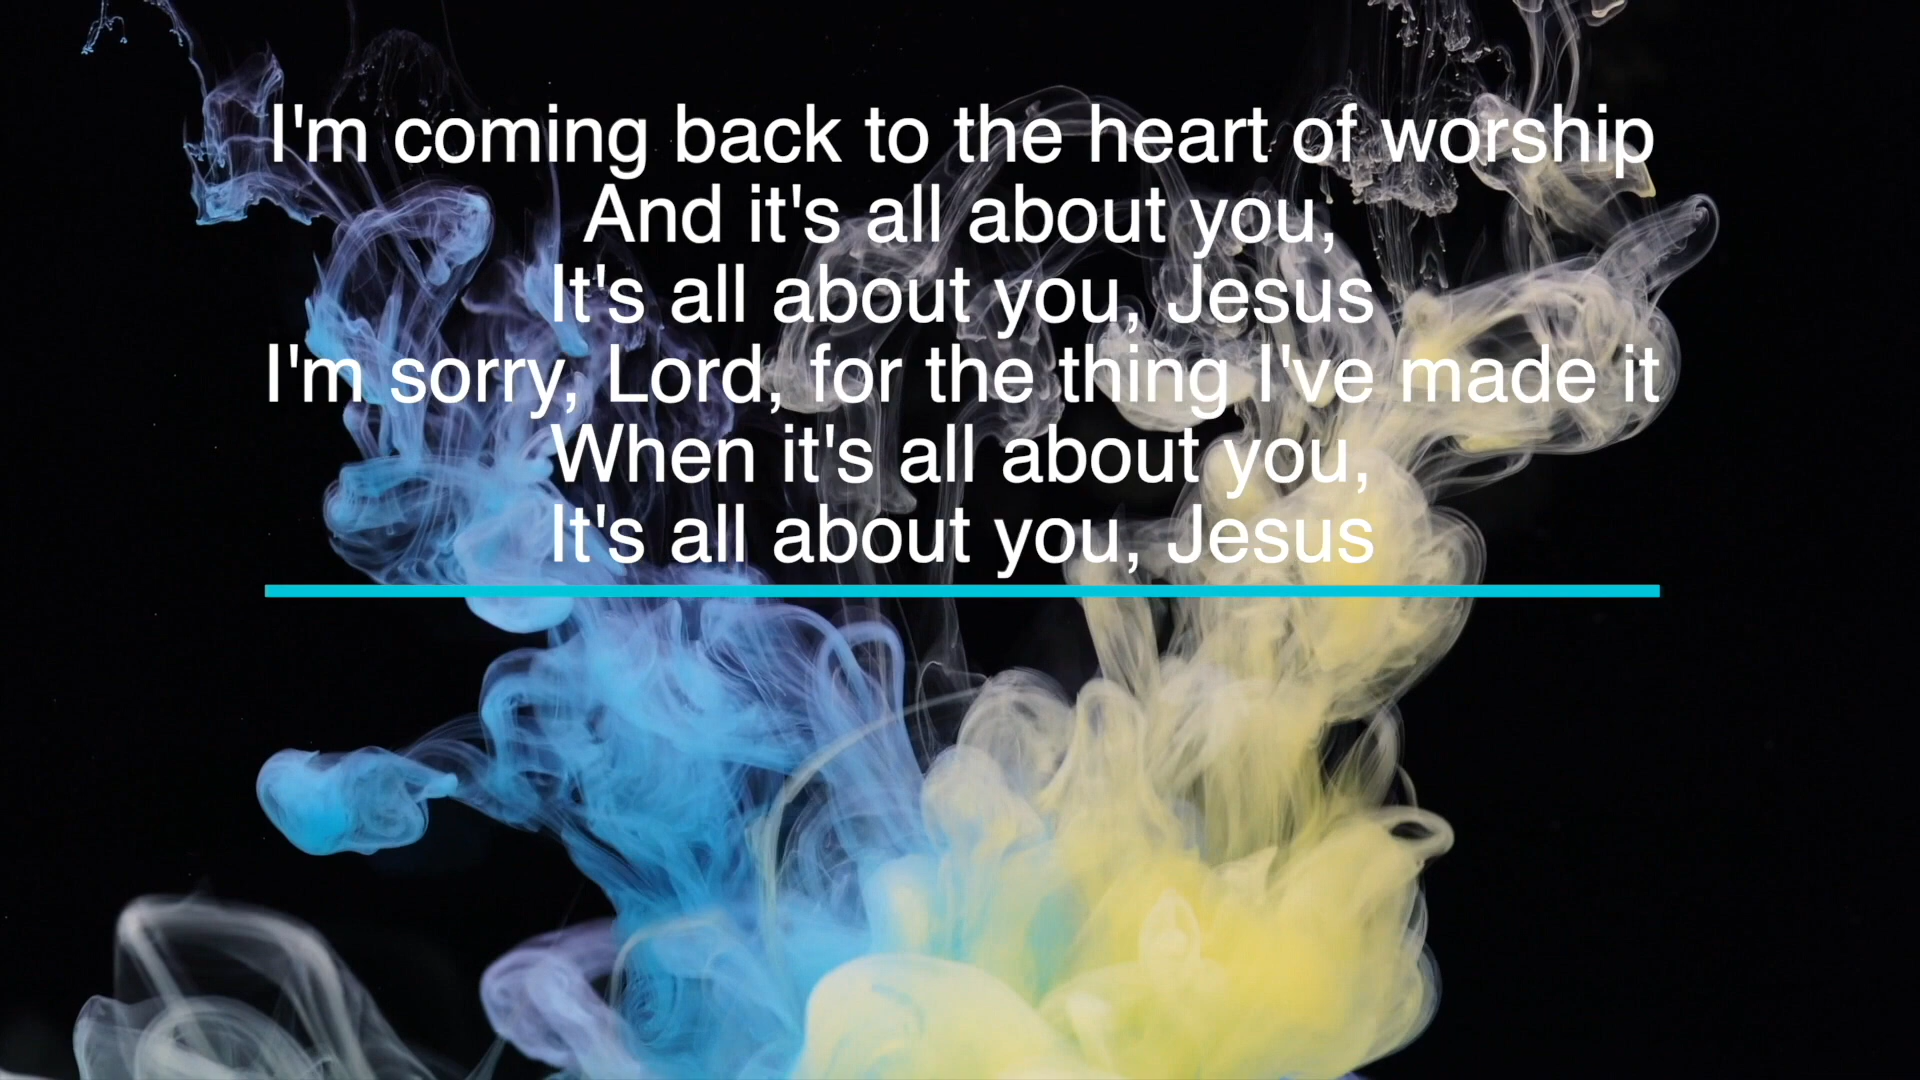 I'm coming back to the heart of worship
And it's all about you,
It's all about you, Jesus
I'm sorry, Lord, for the thing I've made it
When it's all about you,
It's all about you, Jesus